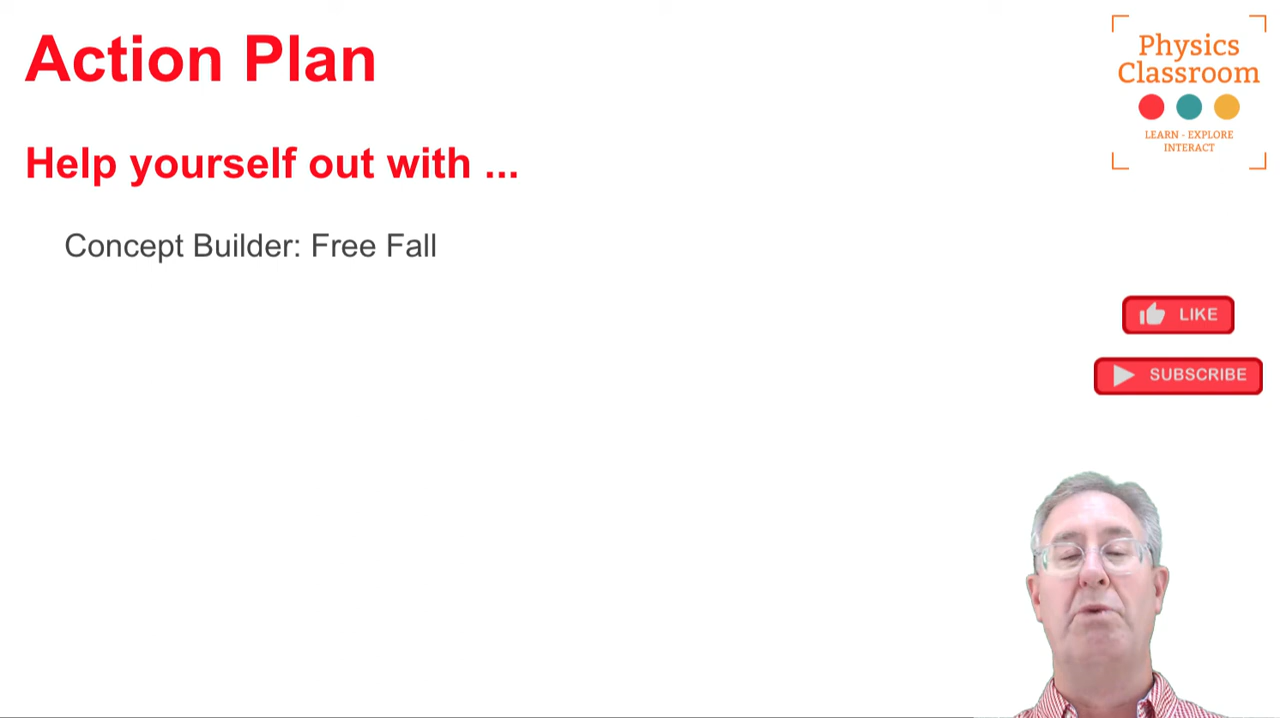 Action Plan
Help yourself out with ...
Concept Builder: Free Fall
Physics
Classroom
LEARN - EXPLORE
INTERACT
LIKE
SUBSCRIBE